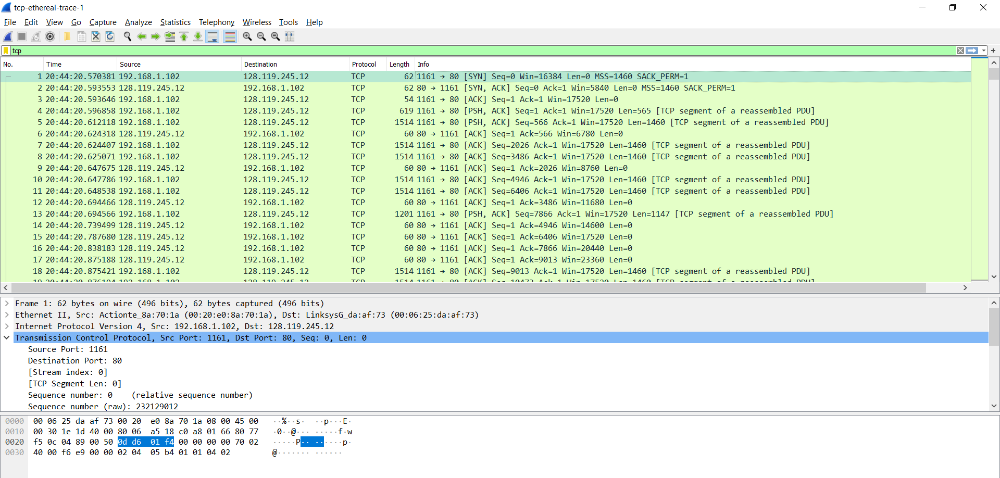 tcp-ethereal-trace-1
File Edit View Go Capture Analyze Statistics Telephony Wireless Tools Help
tcp
No. Time Source Destination Protocol Length Info
1 20:44:20.570381 192.168.1.102 128.119.245.12 TCP 62 1161 → 80 [SYN] Seq=0 Win=16384 Len=0 MSS=1460 SACK_PERM=1
2 20:44:20.593553 128.119.245.12 192.168.1.102 TCP 62 80 → 1161 [SYN, ACK] Seq=0 Ack=1 Win=5840 Len=0 MSS=1460 SACK_PERM=1
3 20:44:20.593646 192.168.1.102 128.119.245.12 TCP 54 1161 → 80 [ACK] Seq=1 Ack=1 Win=17520 Len=0
4 20:44:20.596858 192.168.1.102 128.119.245.12 TCP 619 1161 → 80 [PSH, ACK] Seq=1 Ack=1 Win=17520 Len=565 [TCP segment of a reassembled PDU]
5 20:44:20.612118 192.168.1.102 128.119.245.12 TCP 1514 1161 → 80 [PSH, ACK] Seq=566 Ack=1 Win=17520 Len=1460 [TCP segment of a reassembled PDU]
6 20:44:20.624318 128.119.245.12 192.168.1.102 TCP 60 80 → 1161 [ACK] Seq=1 Ack=566 Win=6780 Len=0
7 20:44:20.624407 192.168.1.102 128.119.245.12 TCP 1514 1161 → 80 [ACK] Seq=2026 Ack=1 Win=17520 Len=1460 [TCP segment of a reassembled PDU]
8 20:44:20.625071 192.168.1.102 128.119.245.12 TCP 1514 1161 → 80 [ACK] Seq=3486 Ack=1 Win=17520 Len=1460 [TCP segment of a reassembled PDU]
9 20:44:20.647675 128.119.245.12 192.168.1.102 TCP 60 80 → 1161 [ACK] Seq=1 Ack=2026 Win=8760 Len=0
10 20:44:20.647786 192.168.1.102 128.119.245.12 TCP 1514 1161 → 80 [ACK] Seq=4946 Ack=1 Win=17520 Len=1460 [TCP segment of a reassembled PDU]
11 20:44:20.648538 192.168.1.102 128.119.245.12 TCP 1514 1161 → 80 [ACK] Seq=6406 Ack=1 Win=17520 Len=1460 [TCP segment of a reassembled PDU]
12 20:44:20.694466 128.119.245.12 192.168.1.102 TCP 60 80 → 1161 [ACK] Seq=1 Ack=3486 Win=11680 Len=0
13 20:44:20.694566 192.168.1.102 128.119.245.12 TCP 1201 1161 → 80 [PSH, ACK] Seq=7866 Ack=1 Win=17520 Len=1147 [TCP segment of a reassembled PDU]
14 20:44:20.739499 128.119.245.12 192.168.1.102 TCP 60 80 → 1161 [ACK] Seq=1 Ack=4946 Win=14600 Len=0
15 20:44:20.787680 128.119.245.12 192.168.1.102 TCP 60 80 → 1161 [ACK] Seq=1 Ack=6406 Win=17520 Len=0
16 20:44:20.838183 128.119.245.12 192.168.1.102 TCP 60 80 → 1161 [ACK] Seq=1 Ack=7866 Win=20440 Len=0
17 20:44:20.875188 128.119.245.12 192.168.1.102 TCP 60 80 → 1161 [ACK] Seq=1 Ack=9013 Win=23360 Len=0
18 20:44:20.875421 192.168.1.102 128.119.245.12 TCP 1514 1161 → 80 [ACK] Seq=9013 Ack=1 Win=17520 Len=1460 [TCP segment of a reassembled PDU]
19 20:44:20.876194 192.168.1.102 128.119.245.12 TCP 1514 1161 → 80 [ACK] Seq=10473 Ack=1 Win=17520 Len=1460 [TCP segment of a reassembled PDU]
Frame 1: 62 bytes on wire (496 bits), 62 bytes captured (496 bits)
Ethernet II, Src: Actionte_8a:70:1a (00:20:e0:8a:70:1a), Dst: LinksysG_da:af:73 (00:06:25:da:af:73)
Internet Protocol Version 4, Src: 192.168.1.102, Dst: 128.119.245.12
Transmission Control Protocol, Src Port: 1161, Dst Port: 80, Seq: 0, Len: 0
Source Port: 1161
Destination Port: 80
[Stream index: 0]
[TCP Segment Len: 0]
Sequence number: 0 (relative sequence number)
Sequence number (raw): 232129012
0000 00 06 25 da af 73 00 20 e0 8a 70 1a 08 00 45 00 ··%··s· ··p···E·
0010 00 30 1e 1d 40 00 80 06 a5 18 c0 a8 01 66 80 77 ·0··@··· ·····f·w
0020 f5 0c 04 89 00 50 0d d6 01 f4 00 00 00 00 70 02 ·····P·· ······p·
0030 40 00 f6 e9 00 00 02 04 05 b4 01 01 04 02 @······· ······